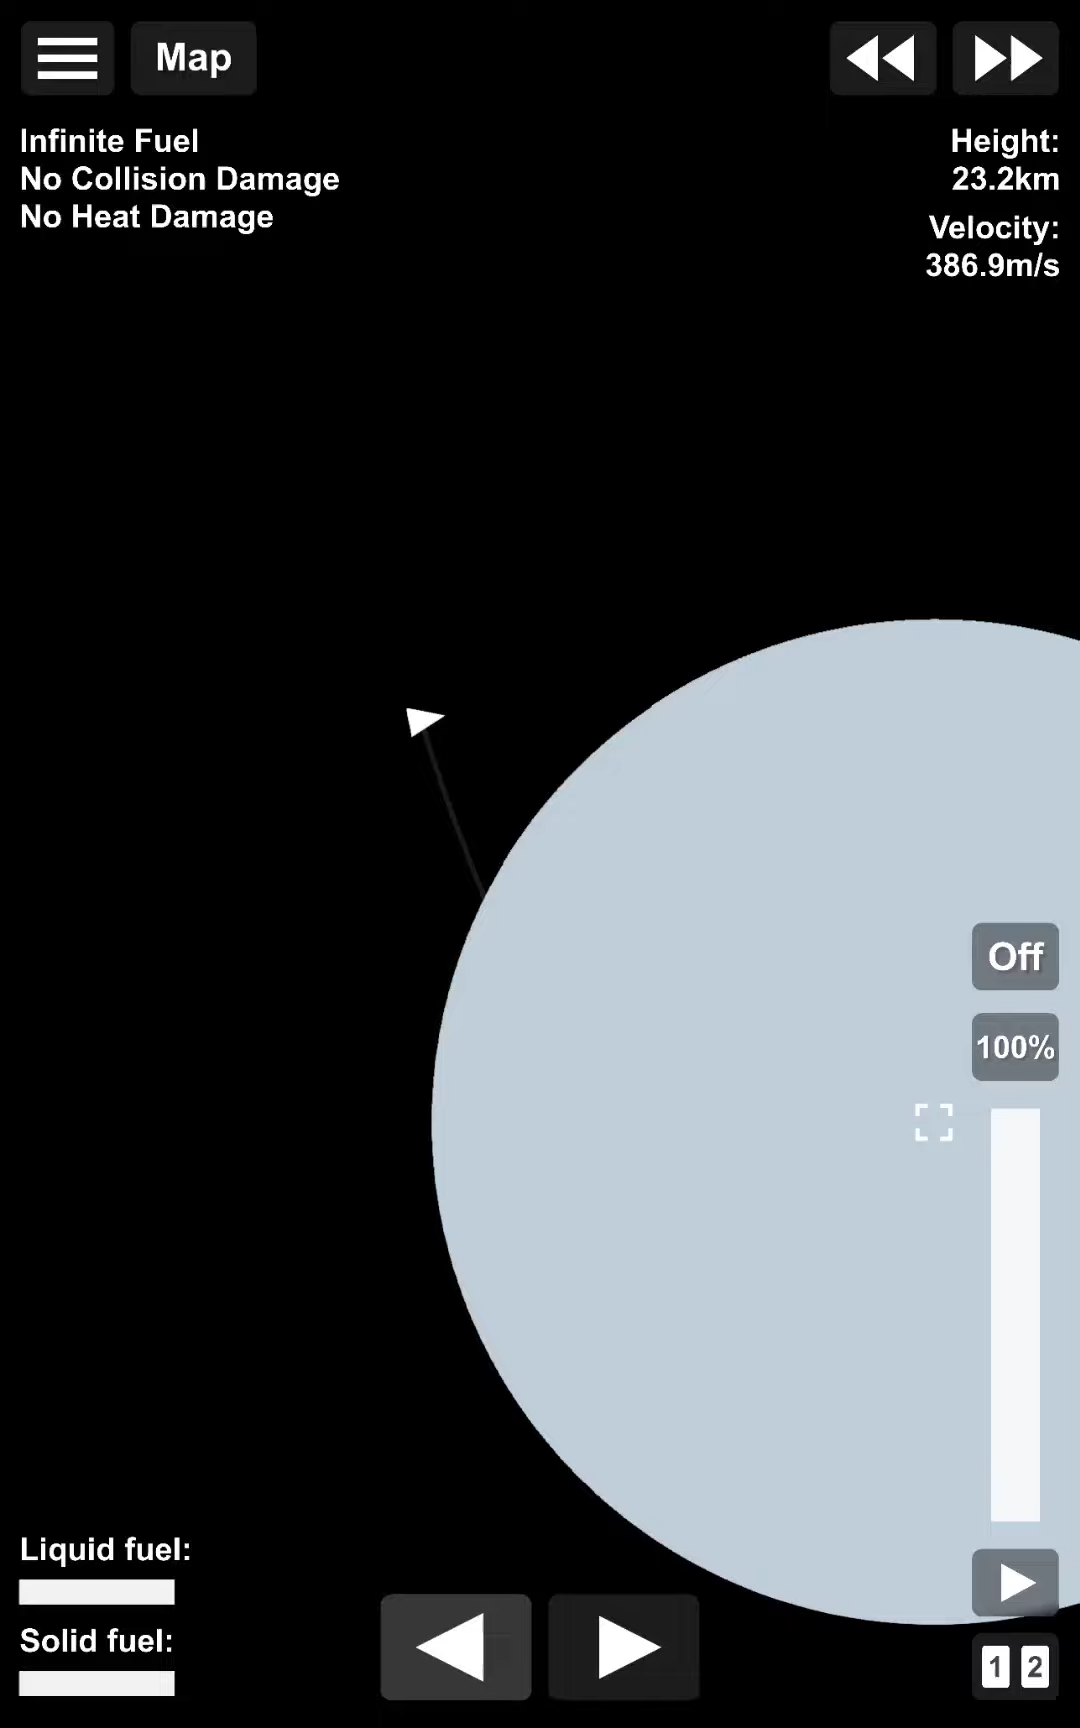 Map
Infinite Fuel
No Collision Damage
No Heat Damage
Height:
23.2km
Velocity:
386.9m/s
Off
100%
Liquid fuel:
Solid fuel:
1 2